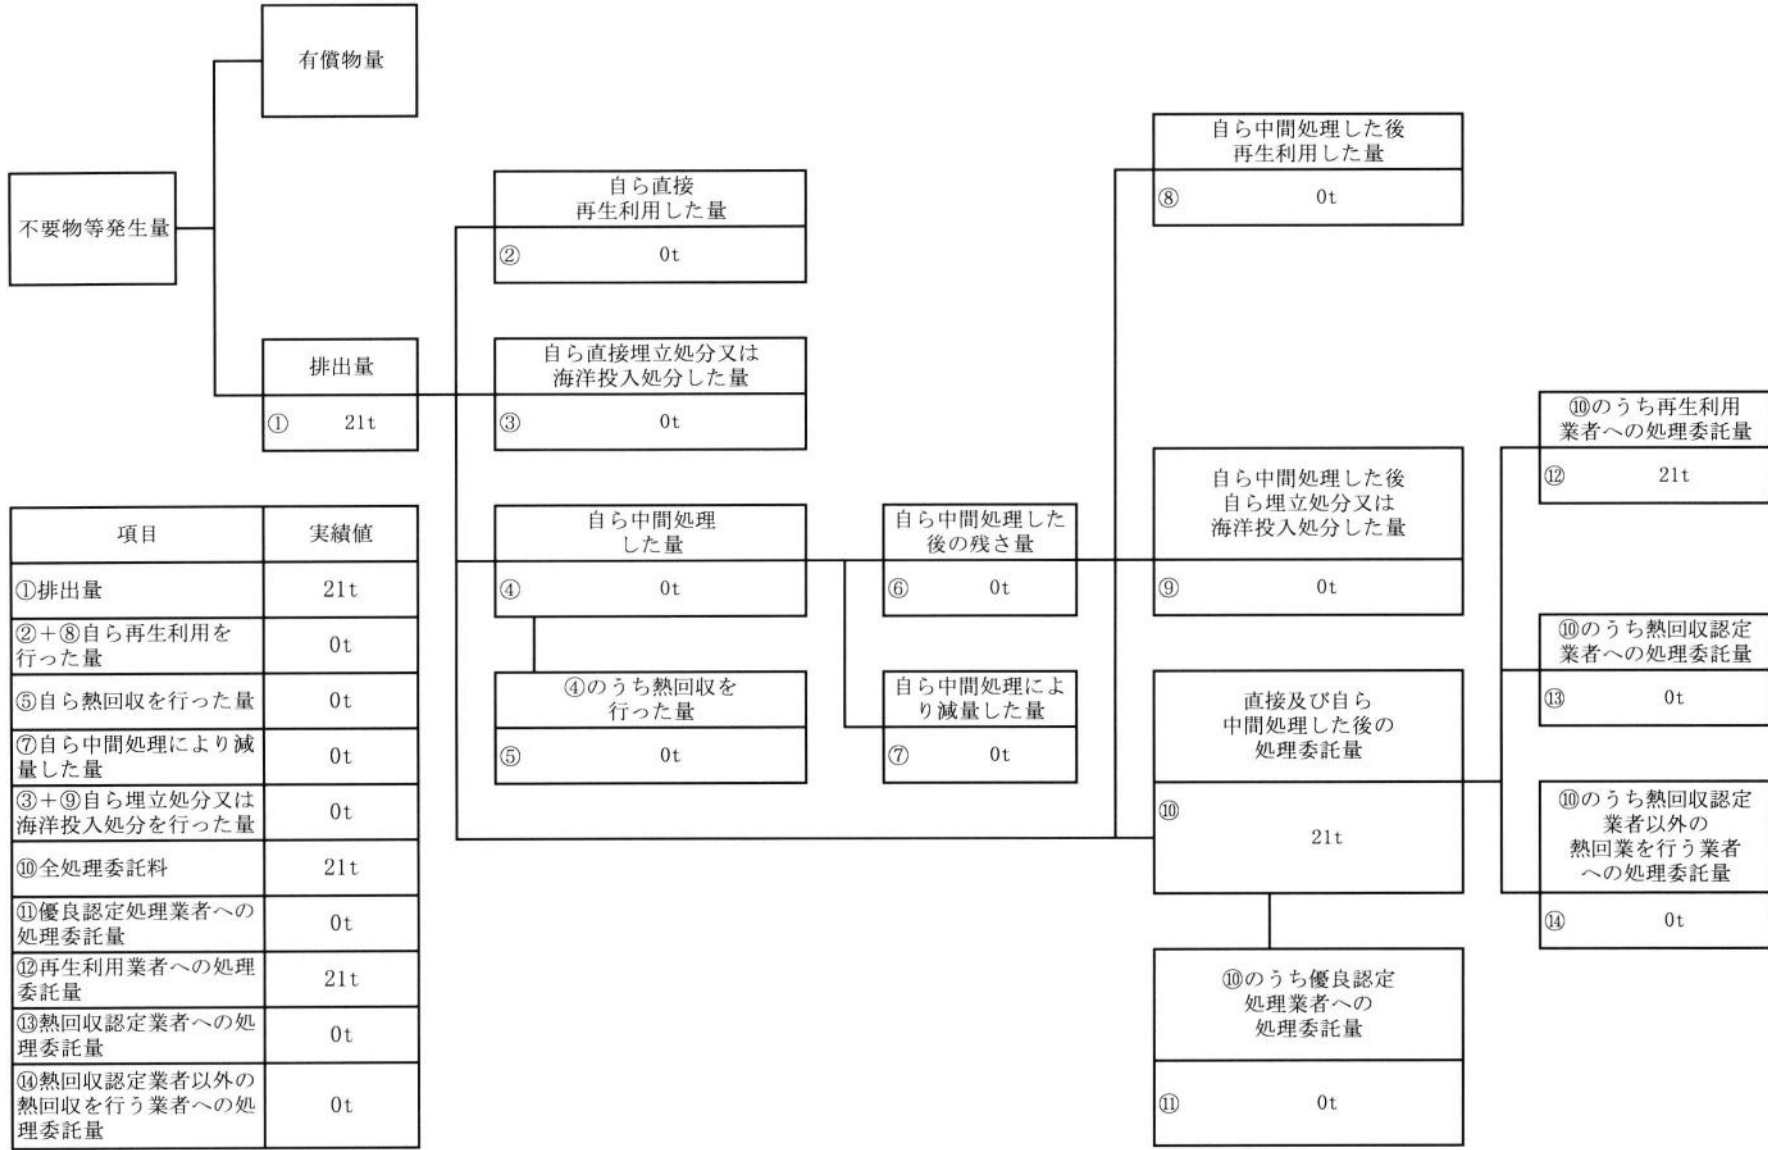 有償物量
不要物等発生量
排出量
① 21t
自ら直接
再生利用した量
② 0t
自ら直接埋立処分又は
海洋投入処分した量
③ 0t
自ら中間処理
した量
④ 0t
④のうち熱回収を
行った量
⑤ 0t
自ら中間処理した
後の残さ量
⑥ 0t
自ら中間処理によ
り減量した量
⑦ 0t
自ら中間処理した後
再生利用した量
⑧ 0t
自ら中間処理した後
自ら埋立処分又は
海洋投入処分した量
⑨ 0t
直接及び自ら
中間処理した後の
処理委託量
⑩
21t
⑩のうち優良認定
処理業者への
処理委託量
⑪ 0t
⑩のうち再生利用
業者への処理委託量
⑫ 21t
⑩のうち熱回収認定
業者への処理委託量
⑬ 0t
⑩のうち熱回収認定
業者以外の
熱回業を行う業者
への処理委託量
⑭ 0t
項目 実績値
①排出量 21t
②+⑧自ら再生利用を
行った量 0t
⑤自ら熱回収を行った量 0t
⑦自ら中間処理により減
量した量 0t
③+⑨自ら埋立処分又は
海洋投入処分を行った量 0t
⑩全処理委託料 21t
⑪優良認定処理業者への
処理委託量 0t
⑫再生利用業者への処理
委託量 21t
⑬熱回収認定業者への処
理委託量 0t
⑭熱回収認定業者以外の
熱回収を行う業者への処
理委託量 0t